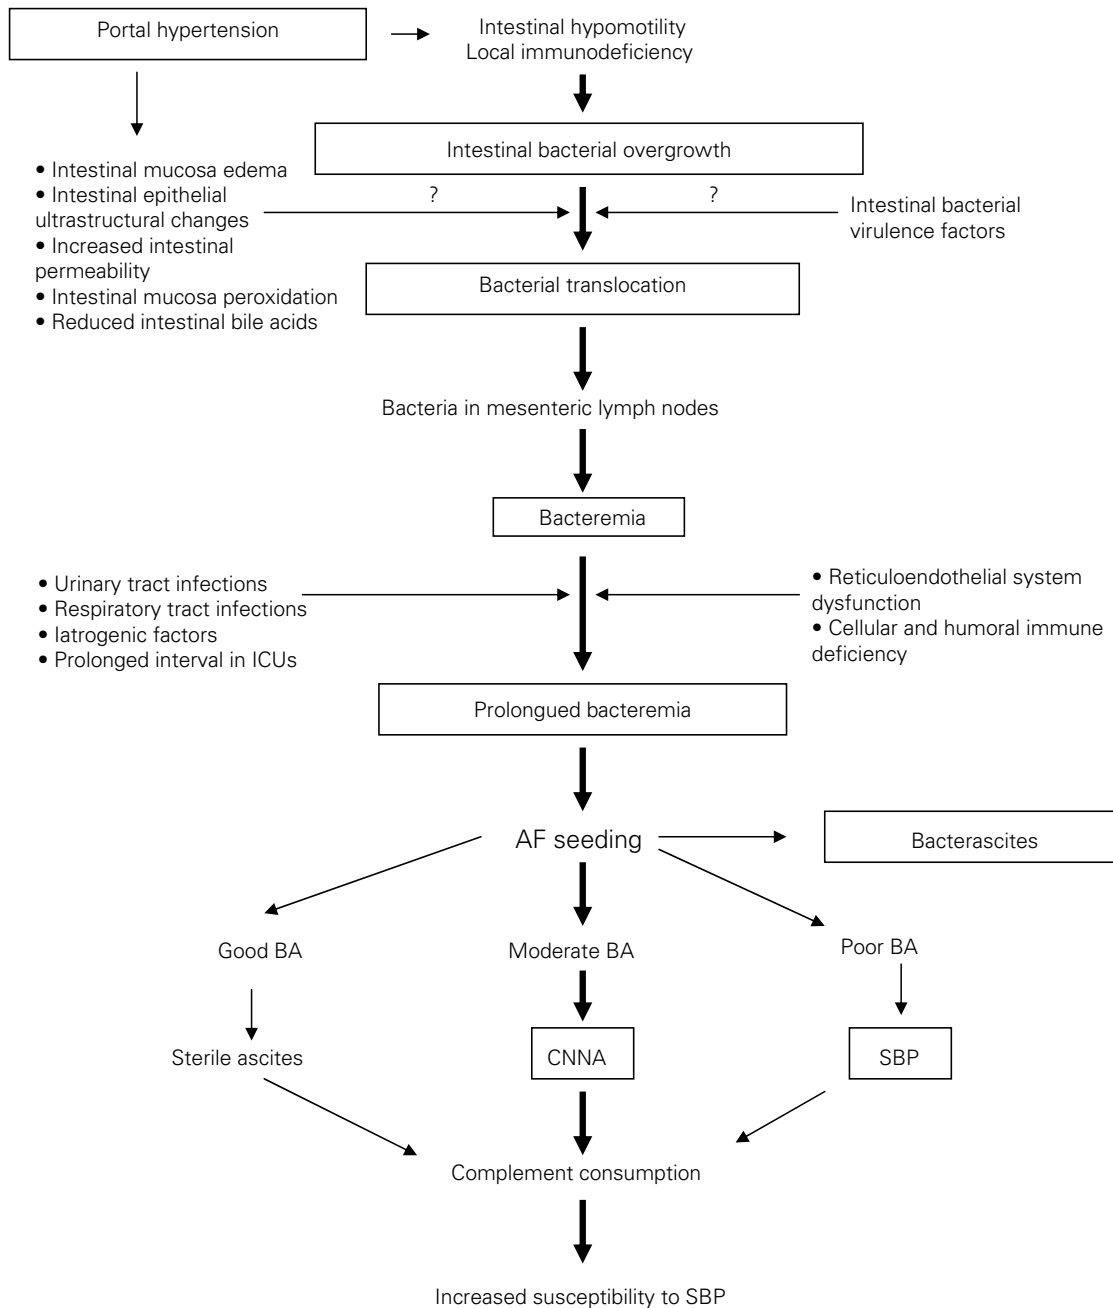 Portal hypertension
Intestinal hypomotility
Local immunodeficiency
Intestinal bacterial overgrowth
• Intestinal mucosa edema
• Intestinal epithelial
ultrastructural changes
• Increased intestinal
permeability
• Intestinal mucosa peroxidation
• Reduced intestinal bile acids
?
?
Intestinal bacterial
virulence factors
Bacterial translocation
Bacteria in mesenteric lymph nodes
Bacteremia
• Urinary tract infections
• Respiratory tract infections
• Iatrogenic factors
• Prolonged interval in ICUs
• Reticuloendothelial system
dysfunction
• Cellular and humoral immune
deficiency
Prolongued bacteremia
AF seeding
Bacterascites
Good BA
Moderate BA
Poor BA
Sterile ascites
CNNA
SBP
Complement consumption
Increased susceptibility to SBP